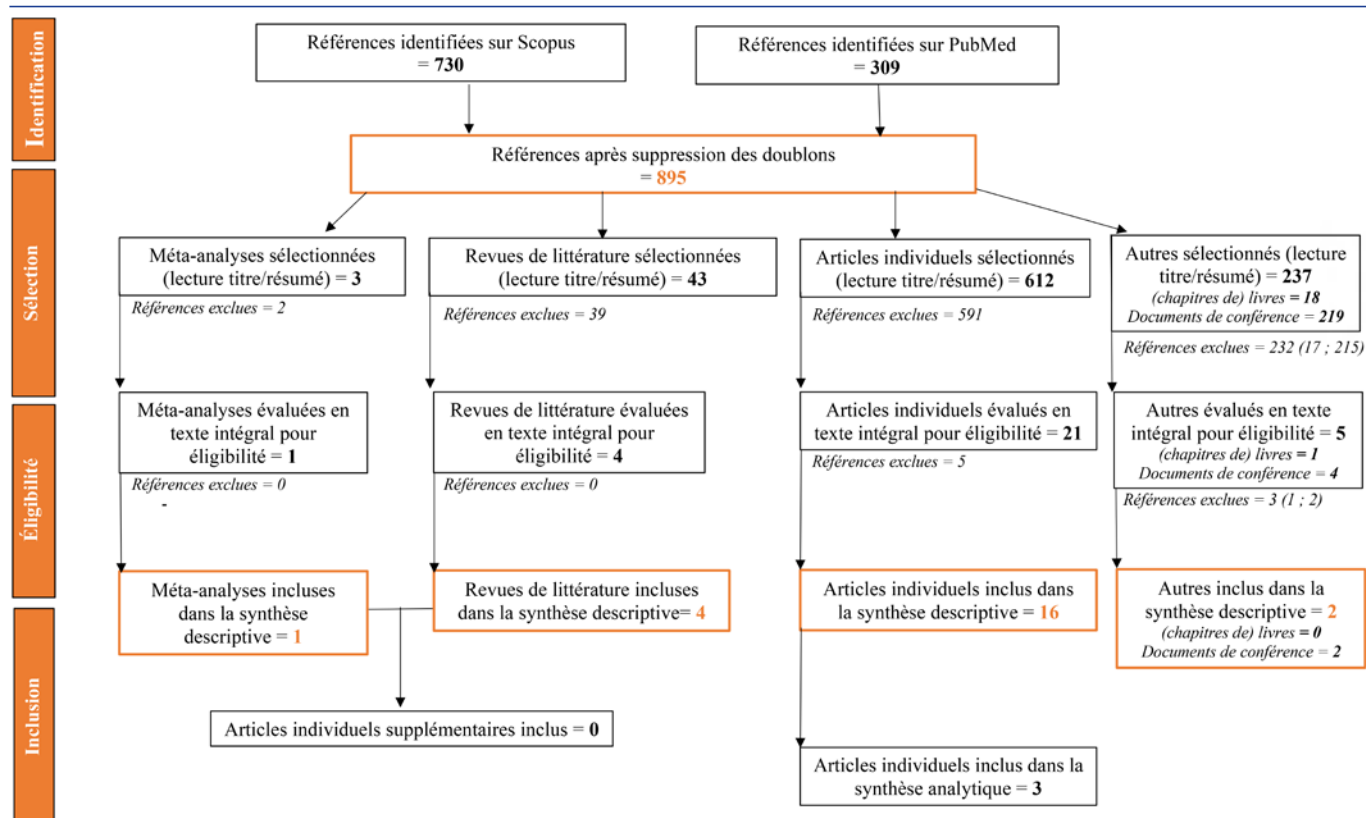 Identification
Références identifiées sur Scopus
= 730
Références identifiées sur PubMed
= 309
Références après suppression des doublons
= 895
Sélection
Méta-analyses sélectionnées
(lecture titre/résumé) = 3
Références exclues = 2
Revues de littérature sélectionnées
(lecture titre/résumé) = 43
Références exclues = 39
Articles individuels sélectionnés
(lecture titre/résumé) = 612
Références exclues = 591
Autres sélectionnés (lecture
titre/résumé) = 237
(chapitres de) livres = 18
Documents de conférence = 219
Références exclues = 232 (17 ; 215)
Éligibilité
Méta-analyses évaluées en
texte intégral pour
éligibilité = 1
Références exclues = 0
-
Revues de littérature évaluées
en texte intégral pour
éligibilité = 4
Références exclues = 0
Articles individuels évalués en
texte intégral pour éligibilité = 21
Références exclues = 5
Autres évalués en texte
intégral pour éligibilité = 5
(chapitres de) livres = 1
Documents de conférence = 4
Références exclues = 3 (1 ; 2)
Inclusion
Méta-analyses incluses
dans la synthèse
descriptive = 1
Revues de littérature incluses
dans la synthèse descriptive= 4
Articles individuels inclus dans
la synthèse descriptive = 16
Autres inclus dans la
synthèse descriptive = 2
(chapitres de) livres = 0
Documents de conférence = 2
Articles individuels supplémentaires inclus = 0
Articles individuels inclus dans la
synthèse analytique = 3